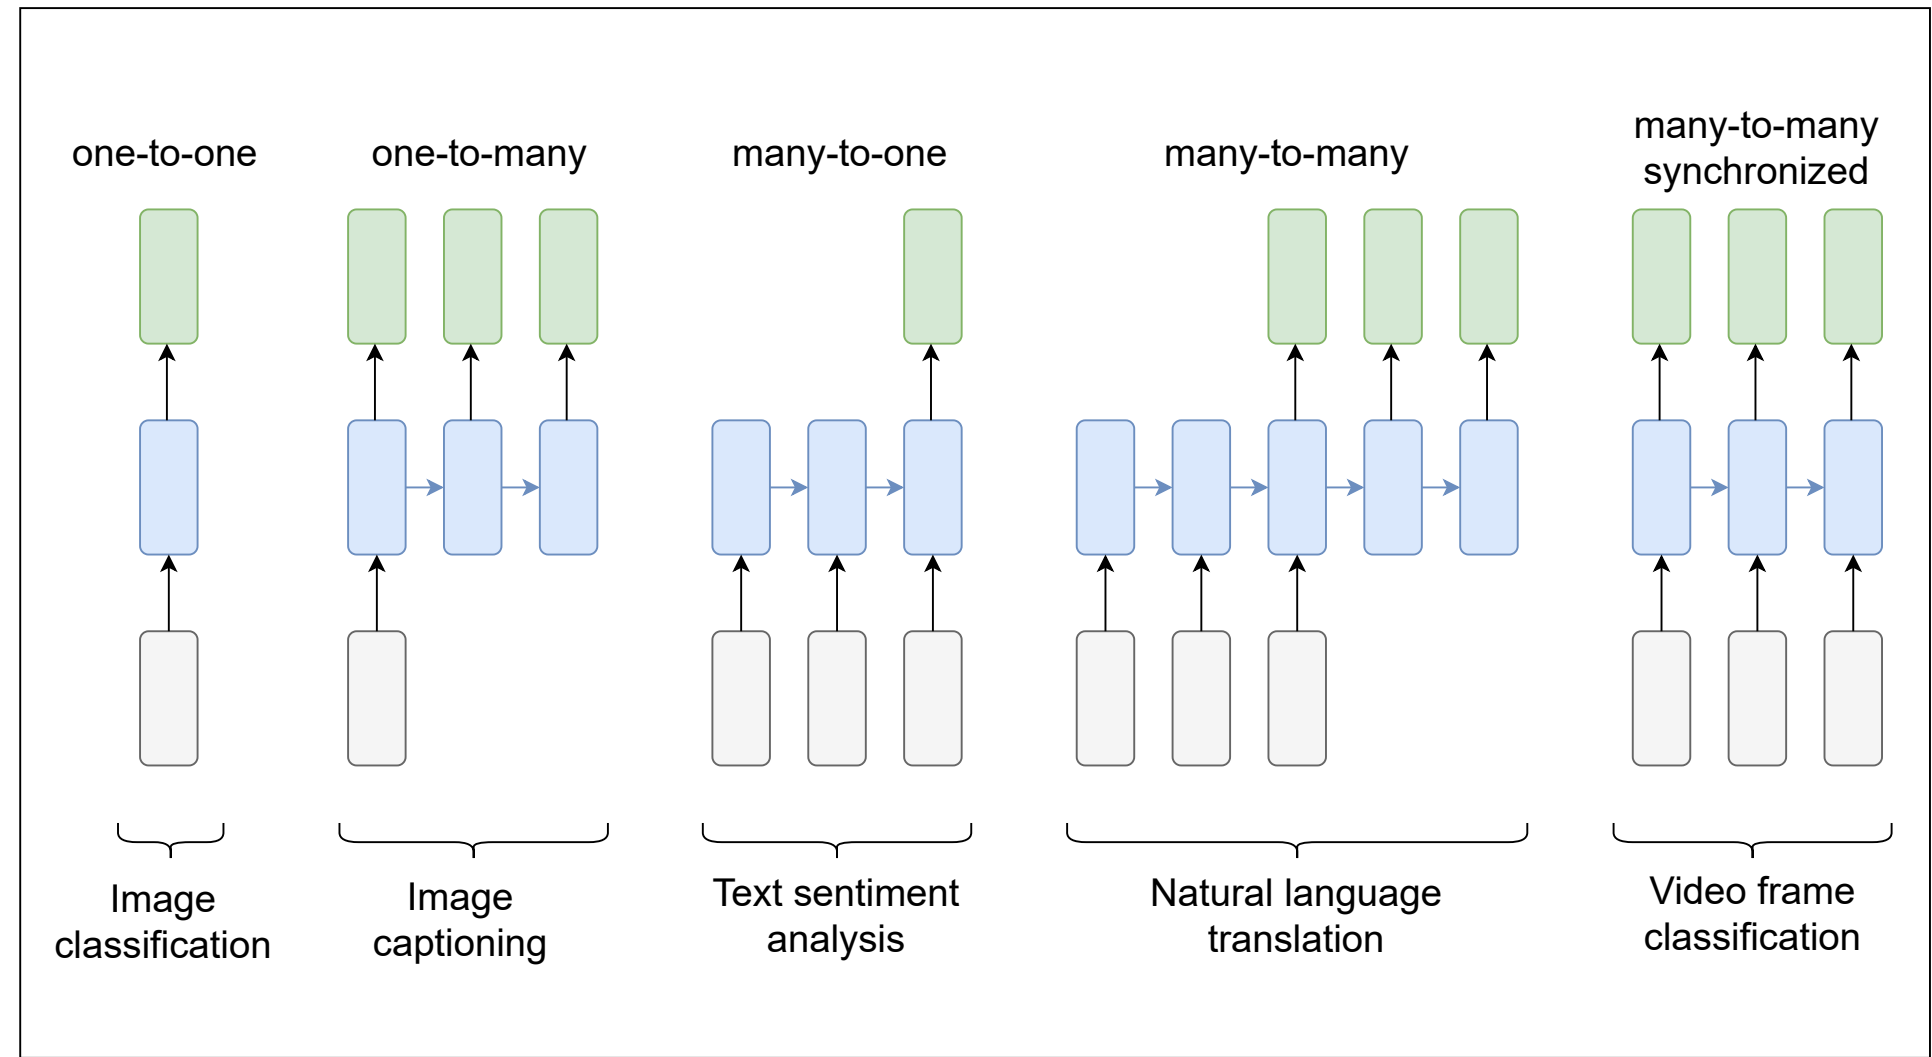 one-to-one
one-to-many
many-to-one
many-to-many
many-to-many
synchronized
Image
classification
Image
captioning
Text sentiment
analysis
Natural language
translation
Video frame
classification